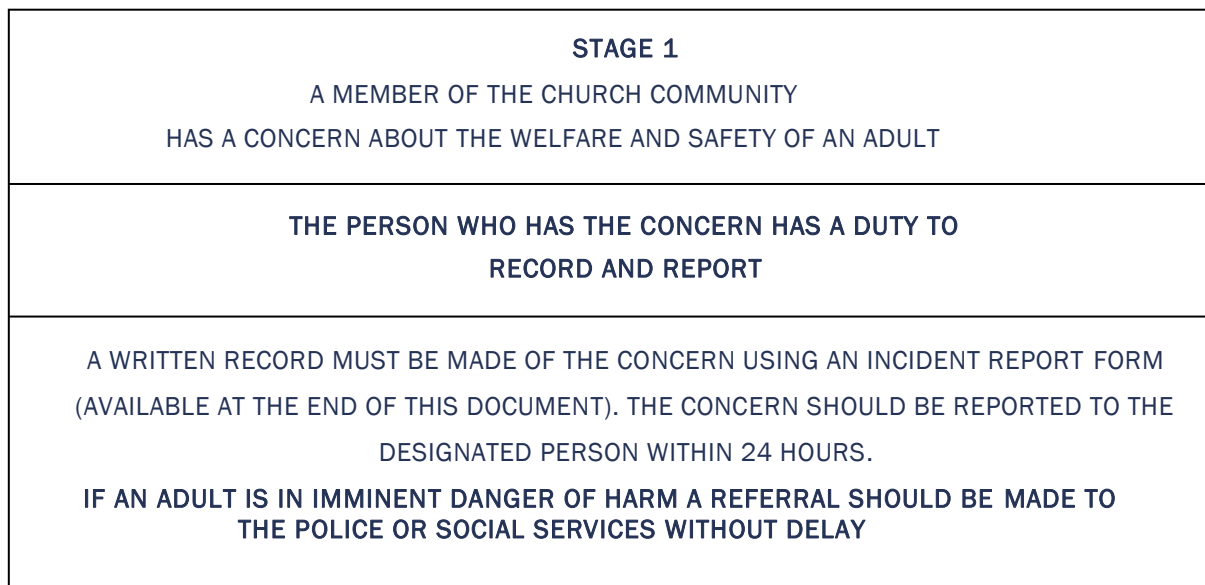 STAGE 1
A MEMBER OF THE CHURCH COMMUNITY
HAS A CONCERN ABOUT THE WELFARE AND SAFETY OF AN ADULT
THE PERSON WHO HAS THE CONCERN HAS A DUTY TO
RECORD AND REPORT
A WRITTEN RECORD MUST BE MADE OF THE CONCERN USING AN INCIDENT REPORT FORM
(AVAILABLE AT THE END OF THIS DOCUMENT). THE CONCERN SHOULD BE REPORTED TO THE
DESIGNATED PERSON WITHIN 24 HOURS.
IF AN ADULT IS IN IMMINENT DANGER OF HARM A REFERRAL SHOULD BE MADE TO
THE POLICE OR SOCIAL SERVICES WITHOUT DELAY